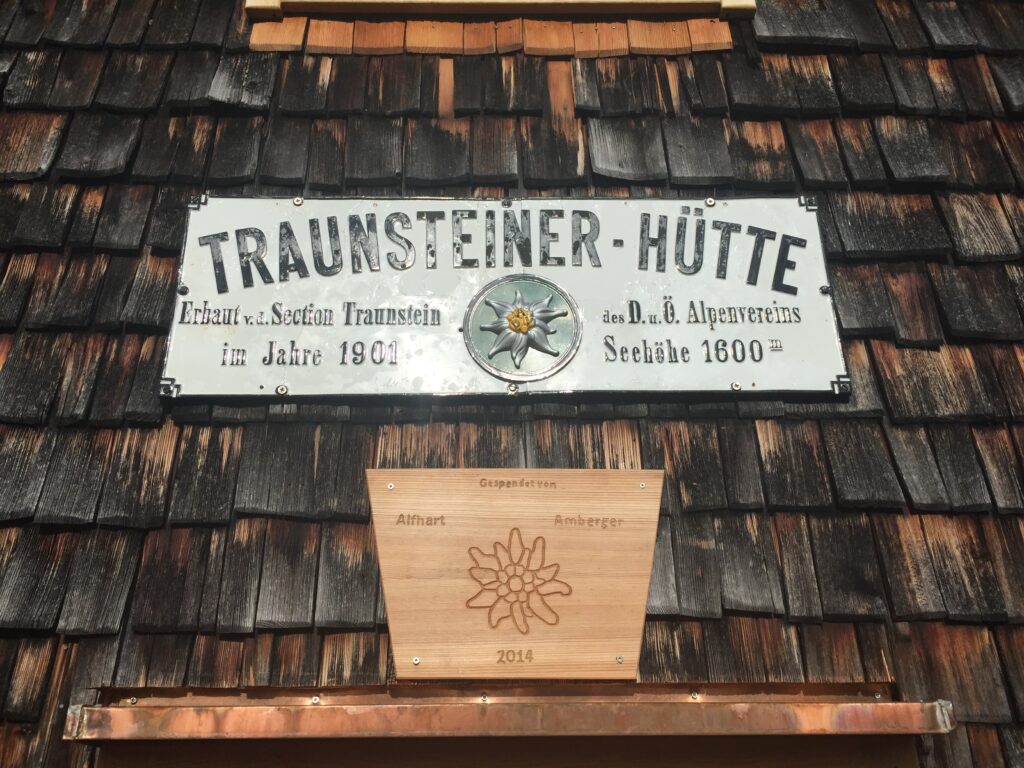 TRAUNSTEINER-HÜTTE
Erbaut v. d. Section Traunstein
im Jahre 1901
des D. u. Ö. Alpenvereins
Seehöhe 1600 m
Gespendet von
Alfhart Amberger
2014